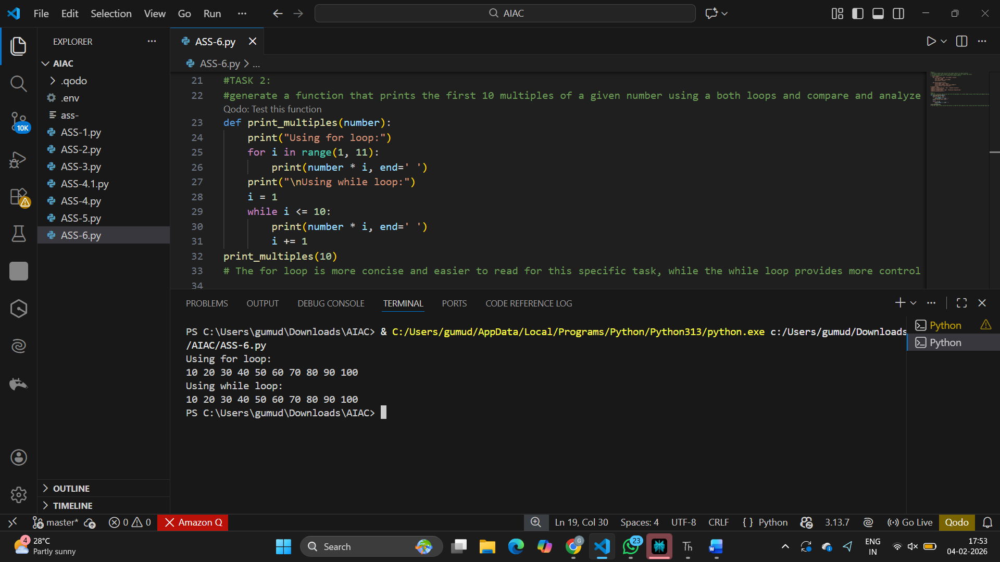 File Edit Selection View Go Run ··· AIAC
EXPLORER ···
ASS-6.py
AIAC
ASS-6.py > ...
.qodo
.env
ass-
ASS-1.py
ASS-2.py
ASS-3.py
ASS-4.1.py
ASS-4.py
ASS-5.py
ASS-6.py
10K
21 #TASK 2:
22 #generate a function that prints the first 10 multiples of a given number using a both loops and compare and analyze
Qodo: Test this function
23 def print_multiples(number):
24 print("Using for loop:")
25 for i in range(1, 11):
26 print(number * i, end=' ')
27 print("\nUsing while loop:")
28 i = 1
29 while i <= 10:
30 print(number * i, end=' ')
31 i += 1
32 print_multiples(10)
33 # The for loop is more concise and easier to read for this specific task, while the while loop provides more control
34
PROBLEMS OUTPUT DEBUG CONSOLE TERMINAL PORTS CODE REFERENCE LOG
PS C:\Users\gumud\Downloads\AIAC> & C:/Users/gumud/AppData/Local/Programs/Python/Python313/python.exe c:/Users/gumud/Downloads
/AIAC/ASS-6.py
Using for loop:
10 20 30 40 50 60 70 80 90 100
Using while loop:
10 20 30 40 50 60 70 80 90 100
PS C:\Users\gumud\Downloads\AIAC>
Python
Python
OUTLINE
TIMELINE
master* 0 0 Amazon Q Ln 19, Col 30 Spaces: 4 UTF-8 CRLF { } Python 3.13.7 Go Live Qodo
4 28°C
Partly sunny
Search
G
23
Th
W
ENG
IN
17:53
04-02-2026